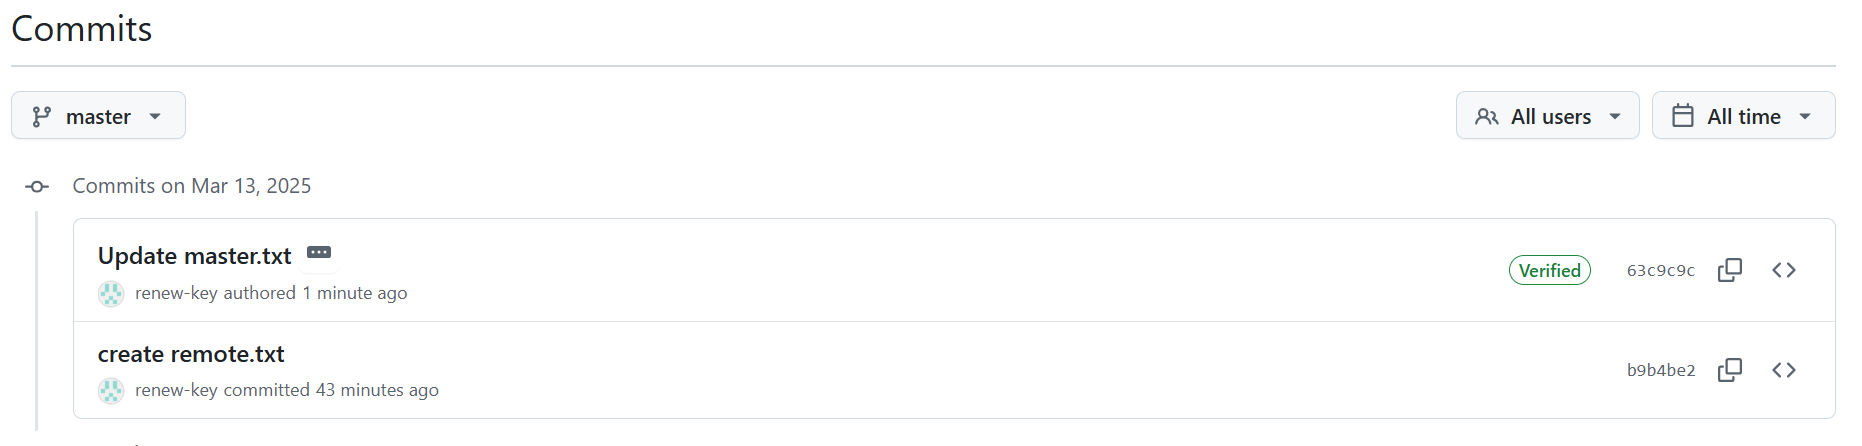 Commits
master
All users
All time
Commits on Mar 13, 2025
Update master.txt
Verified
63c9c9c
renew-key authored 1 minute ago
create remote.txt
b9b4be2
renew-key committed 43 minutes ago